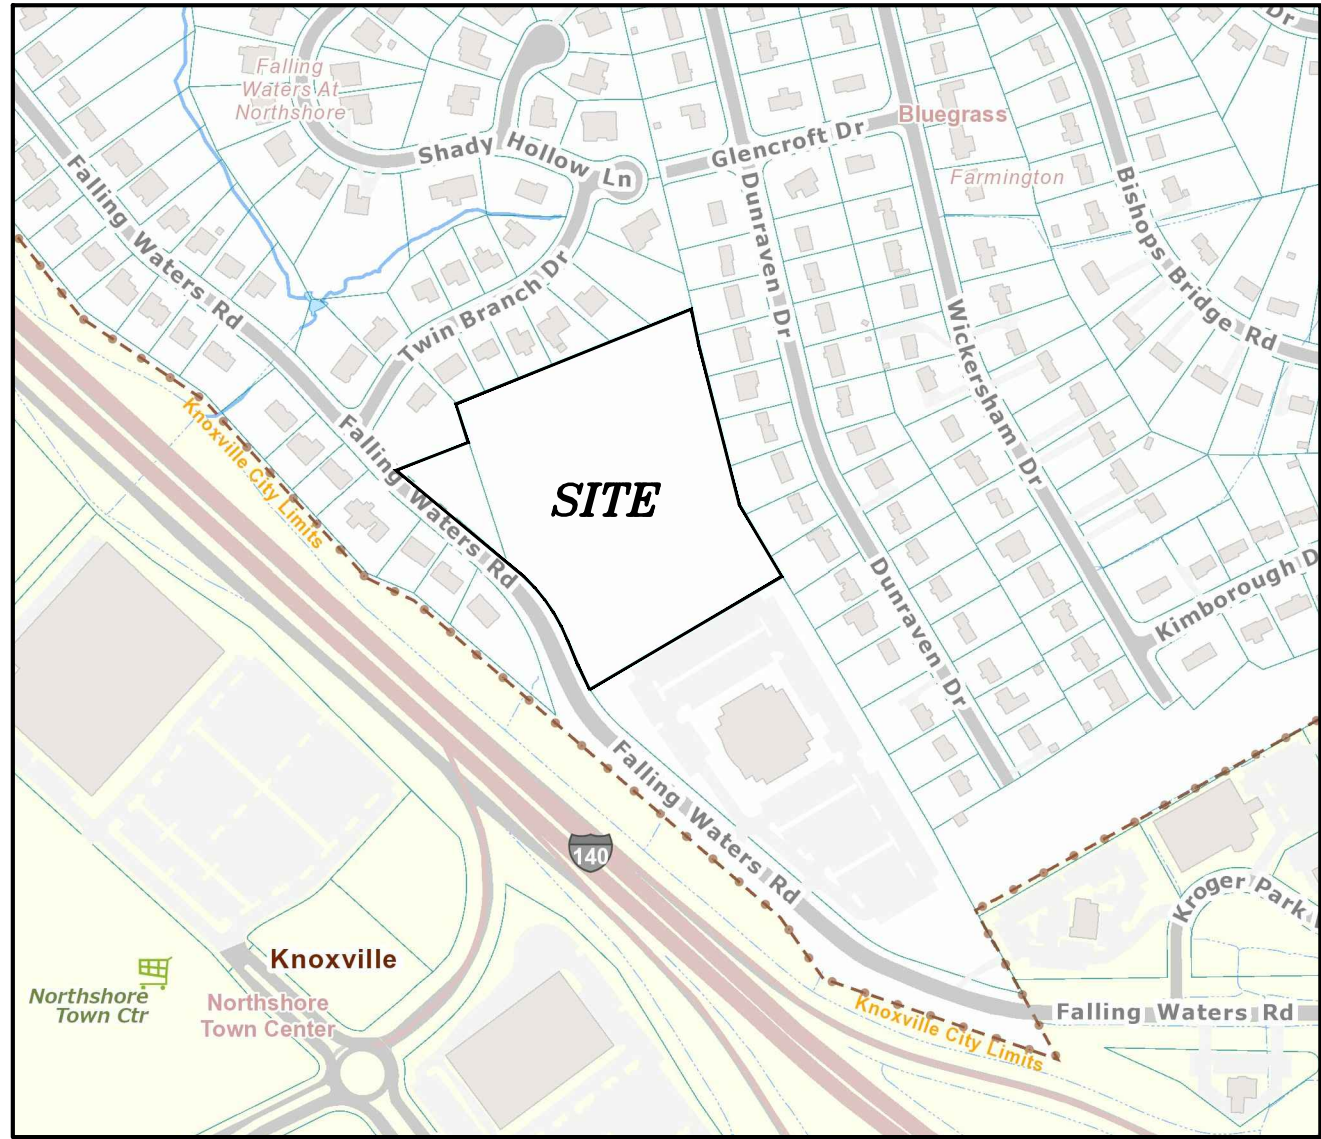 Dr
Falling
Waters At
Northshore
Bluegrass
Shady Hollow Ln
Glencroft Dr
Farmington
Falling Waters Rd
Dunraven Dr
Bishops Bridge Rd
Twin Branch Dr
Wickersham Dr
Knoxville City Limits
Falling Waters Rd
SITE
Dunraven Dr
Kimborough D
Falling Waters Rd
140
Kroger Park
Knoxville
Northshore
Town Ctr
Northshore
Town Center
Knoxville City Limits
Falling Waters Rd